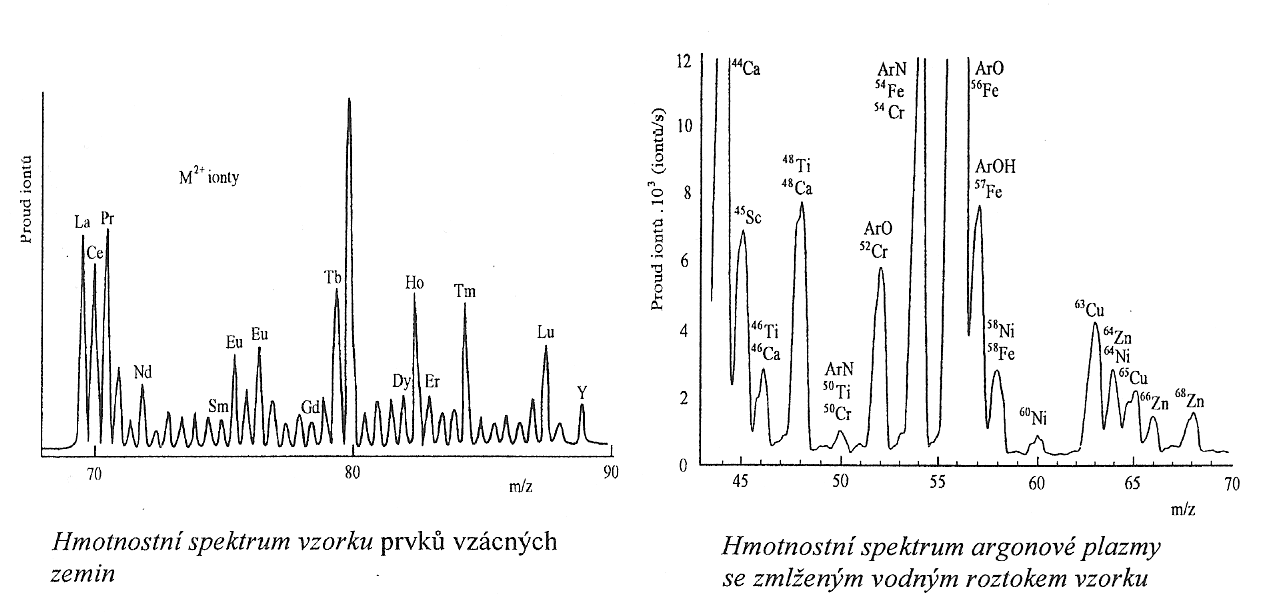 Proud iontů
M²⁺ ionty
La
Ce
Pr
Nd
Sm
Eu
Eu
Gd
Tb
Dy
Ho
Er
Tm
Lu
Y
70
80
90
m/z
Hmotnostní spektrum vzorku prvků vzácných
zemin
Proud iontů .10³ (iontů/s)
12
10
8
6
4
2
0
⁴⁴Ca
⁴⁵Sc
⁴⁶Ti
⁴⁶Ca
⁴⁸Ti
⁴⁸Ca
ArN
⁵⁰Ti
⁵⁰Cr
ArO
⁵²Cr
ArN
⁵⁴Fe
⁵⁴Cr
ArO
⁵⁶Fe
ArOH
⁵⁷Fe
⁵⁸Ni
⁵⁸Fe
⁶⁰Ni
⁶³Cu
⁶⁴Zn
⁶⁴Ni
⁶⁵Cu
⁶⁶Zn
⁶⁸Zn
45
50
55
60
65
70
m/z
Hmotnostní spektrum argonové plazmy
se zmlženým vodným roztokem vzorku